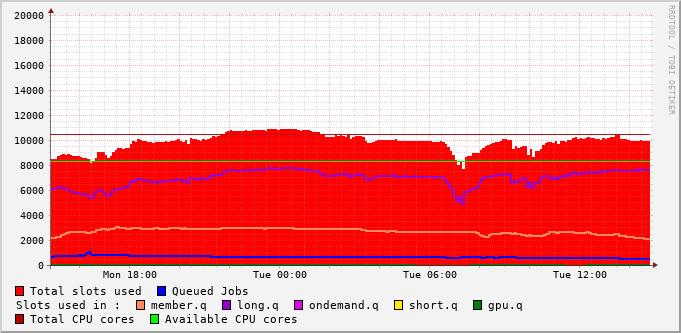 20000
18000
16000
14000
12000
10000
8000
6000
4000
2000
0
Mon 18:00 Tue 00:00 Tue 06:00 Tue 12:00
RRDTOOL / TOBI OETIKER
Total slots used Queued Jobs
Slots used in : member.q long.q ondemand.q short.q gpu.q
Total CPU cores Available CPU cores